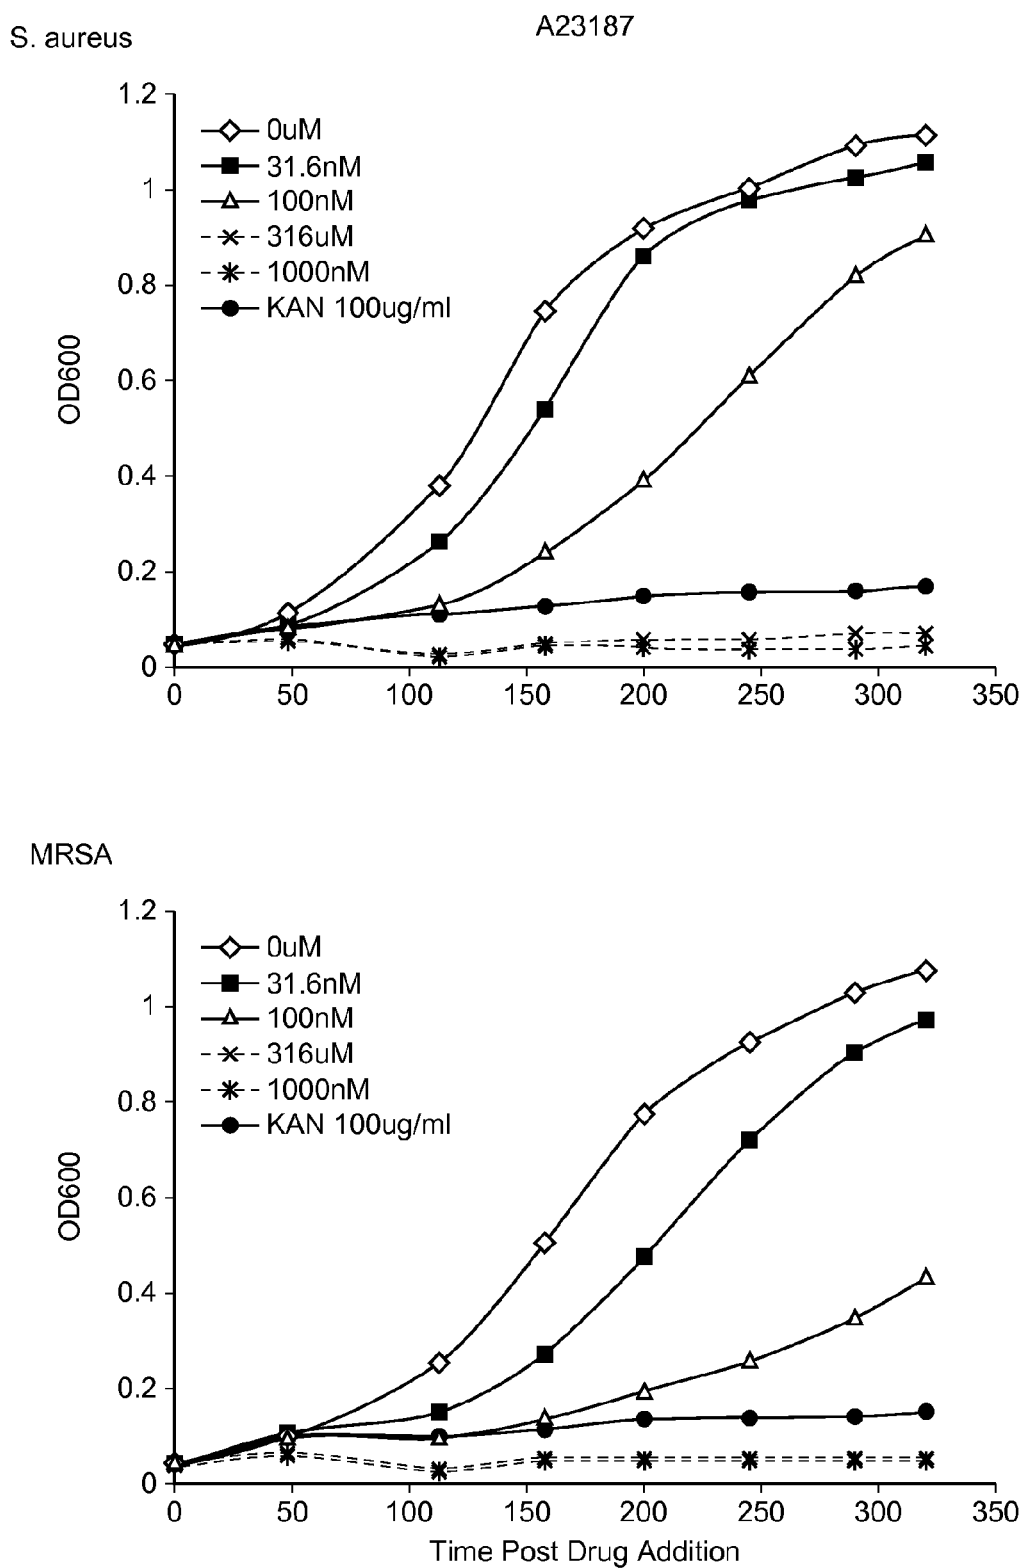 A23187
S. aureus
1.2
1
0.8
0.6
0.4
0.2
0
OD600
0uM
31.6nM
100nM
316uM
1000nM
KAN 100ug/ml
0 50 100 150 200 250 300 350
MRSA
1.2
1
0.8
0.6
0.4
0.2
0
OD600
0uM
31.6nM
100nM
316uM
1000nM
KAN 100ug/ml
0 50 100 150 200 250 300 350
Time Post Drug Addition